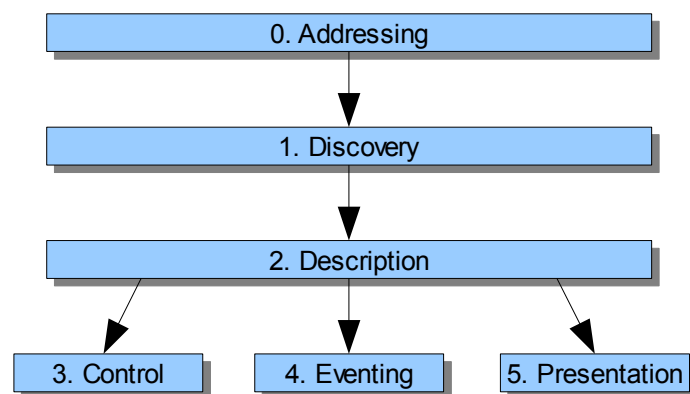 0. Addressing
1. Discovery
2. Description
3. Control
4. Eventing
5. Presentation